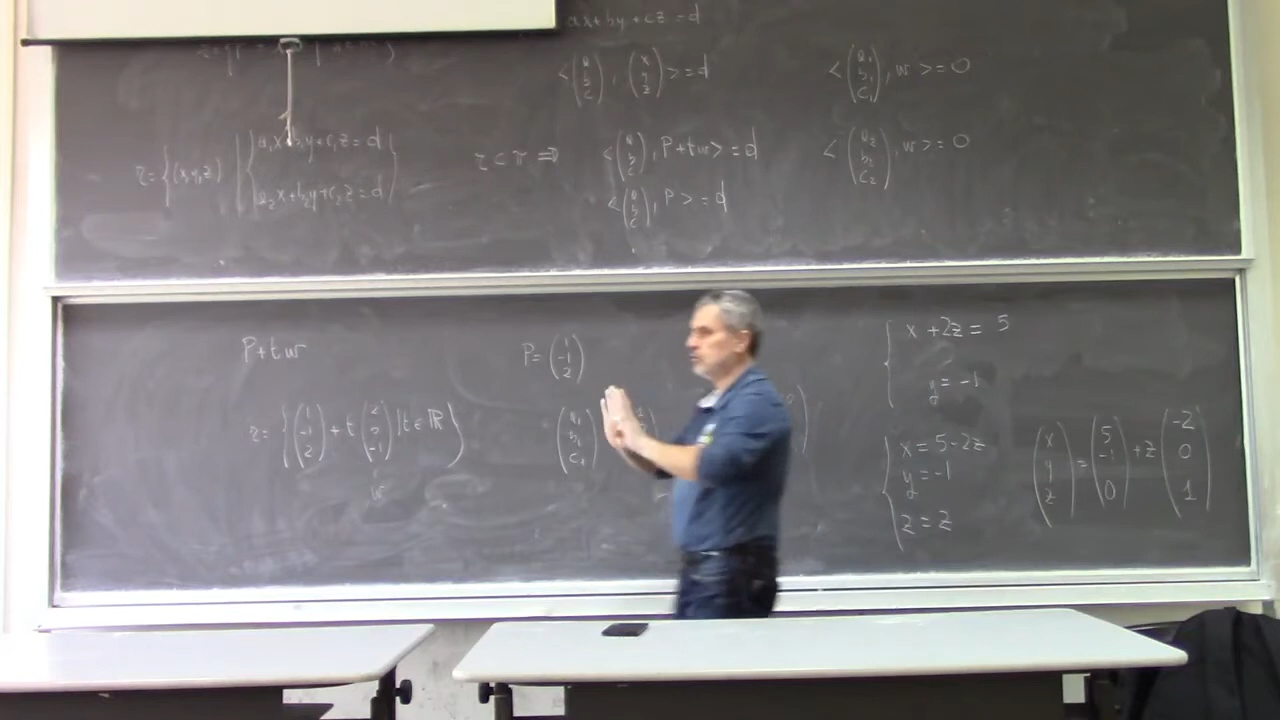 ax+by+cz=d
<(a b c), (x y z)>=d
<(a₁ b₁ c₁), w>=0
r={(x,y,z) | {a₁x+b₁y+c₁z=d
a₂x+b₂y+c₂z=d}
r⊂π ⇒ <(a b c), P+tw>=d
<(a₂ b₂ c₂), w>=0
<(a b c), P>=d
P+tw
P=(1 -1 2)
r={(1 -1 2)+t(2 0 -1) | t∈ℝ}
w
(a₁ b₁ c₁)
{x+2z=5
y=-1
{x=5-2z
y=-1
z=z
(x y z)=(5 -1 0)+z(-2 0 1)